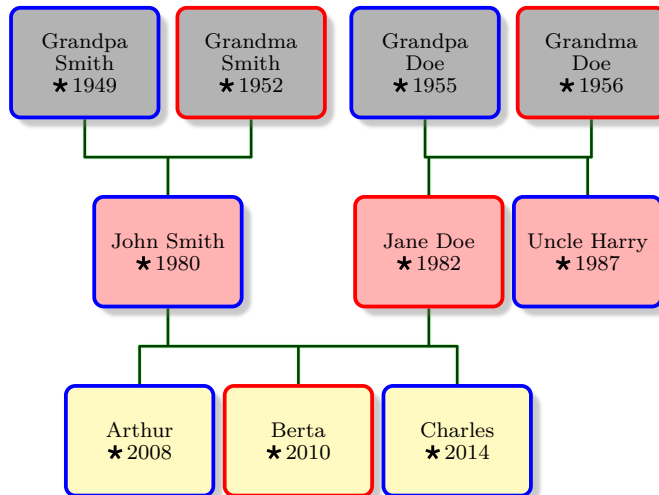 Grandpa
Smith
★1949
Grandma
Smith
★1952
Grandpa
Doe
★1955
Grandma
Doe
★1956
John Smith
★1980
Jane Doe
★1982
Uncle Harry
★1987
Arthur
★2008
Berta
★2010
Charles
★2014